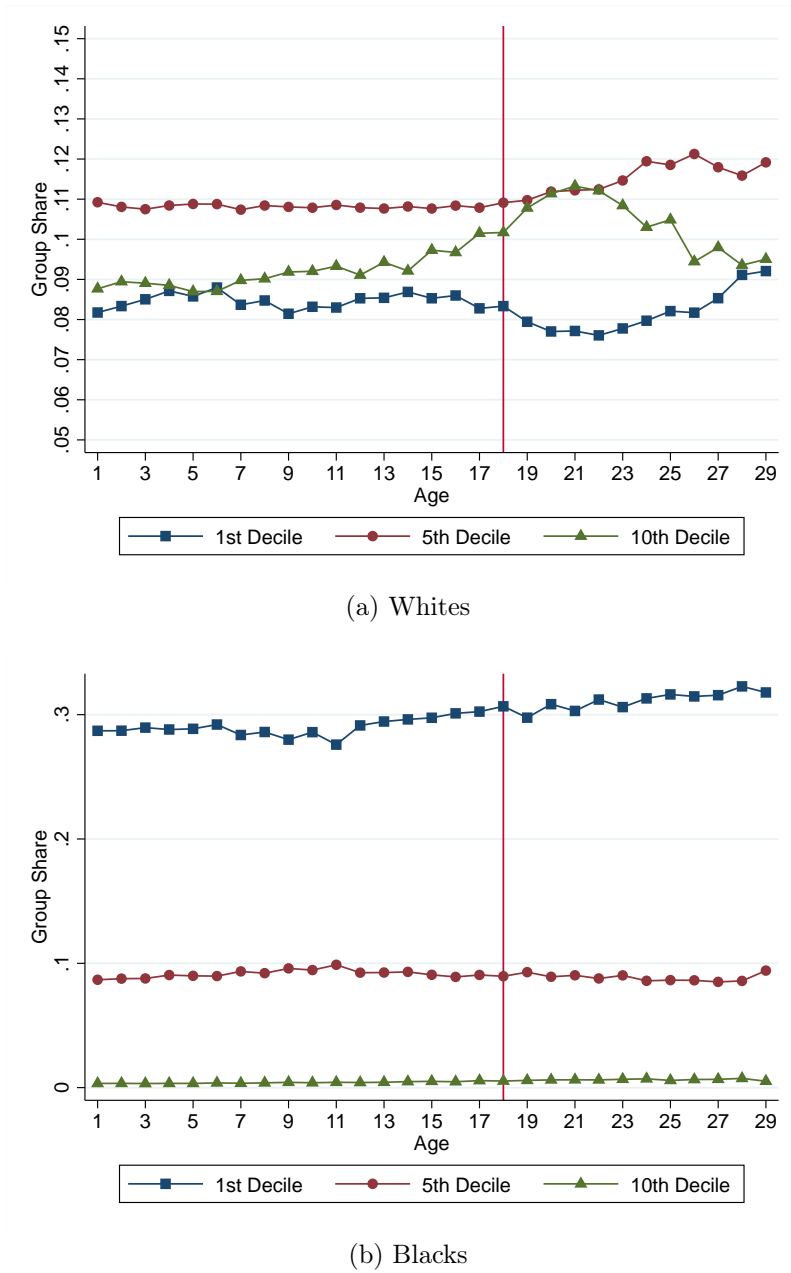 .15
.14
.13
.12
.11
.1
.09
.08
.07
.06
.05
Group Share
1 3 5 7 9 11 13 15 17 19 21 23 25 27 29
Age
1st Decile 5th Decile 10th Decile
(a) Whites
.3
.2
.1
0
Group Share
1 3 5 7 9 11 13 15 17 19 21 23 25 27 29
Age
1st Decile 5th Decile 10th Decile
(b) Blacks